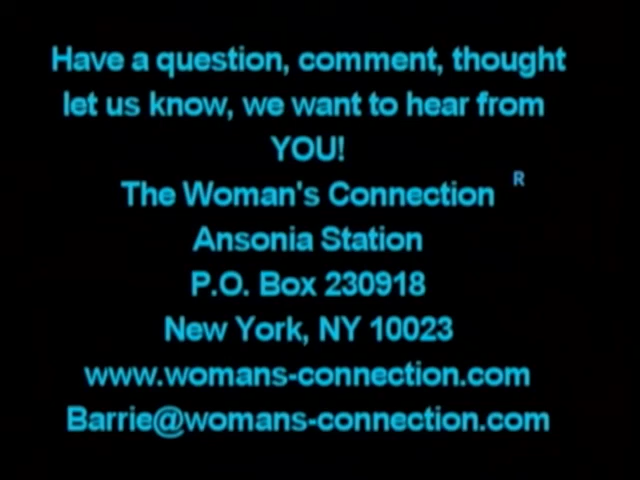 Have a question, comment, thought
let us know, we want to hear from
YOU!
The Woman's Connection R
Ansonia Station
P.O. Box 230918
New York, NY 10023
www.womans-connection.com
Barrie@womans-connection.com